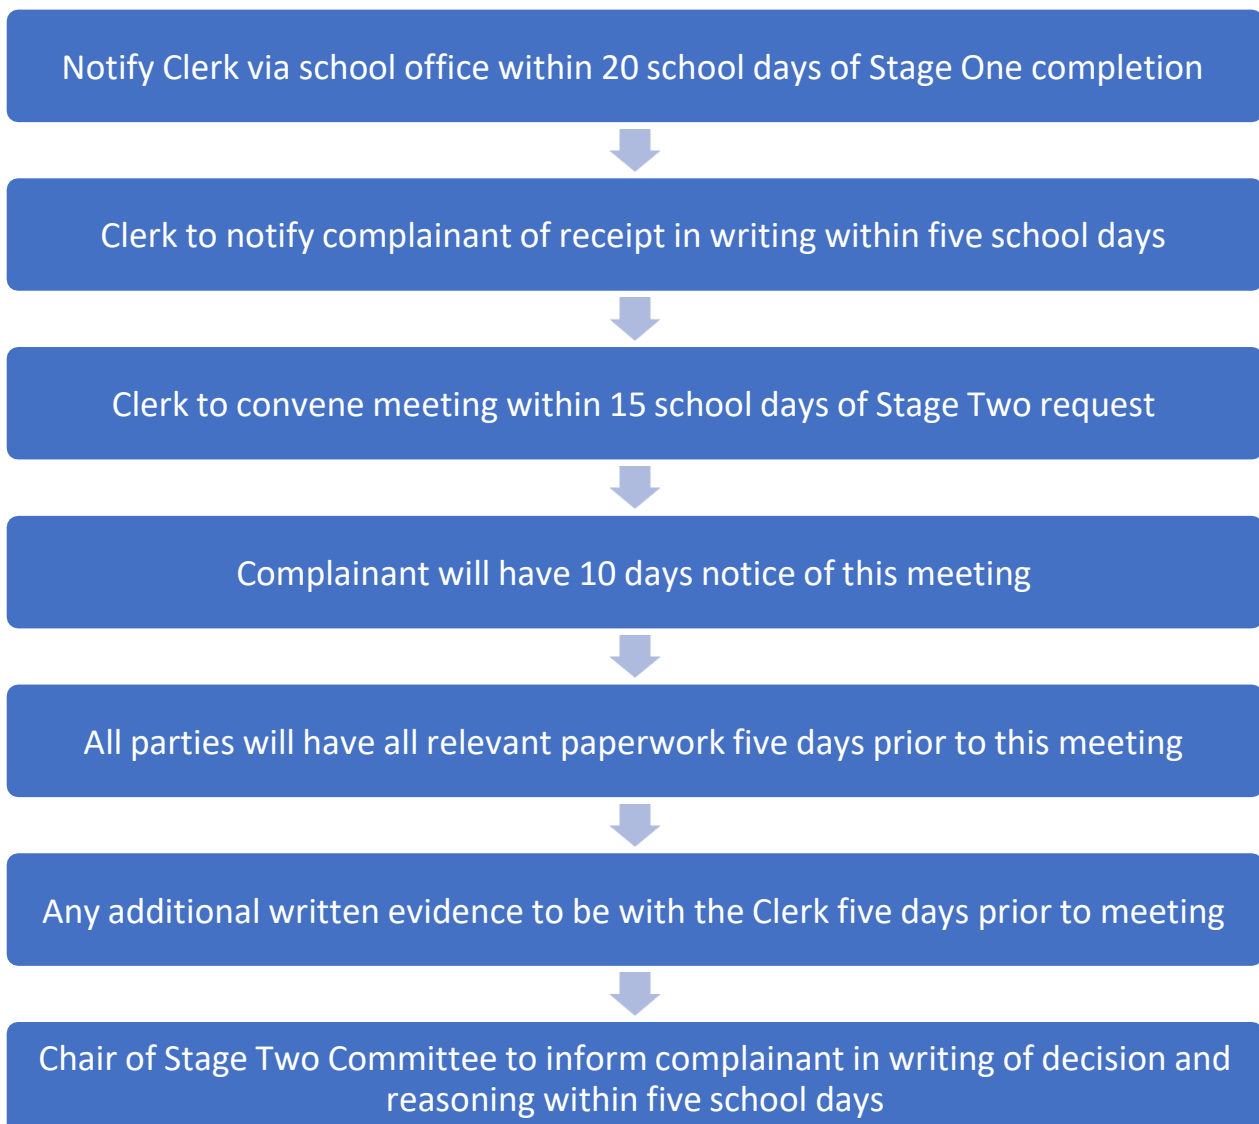 Notify Clerk via school office within 20 school days of Stage One completion
Clerk to notify complainant of receipt in writing within five school days
Clerk to convene meeting within 15 school days of Stage Two request
Complainant will have 10 days notice of this meeting
All parties will have all relevant paperwork five days prior to this meeting
Any additional written evidence to be with the Clerk five days prior to meeting
Chair of Stage Two Committee to inform complainant in writing of decision and
reasoning within five school days